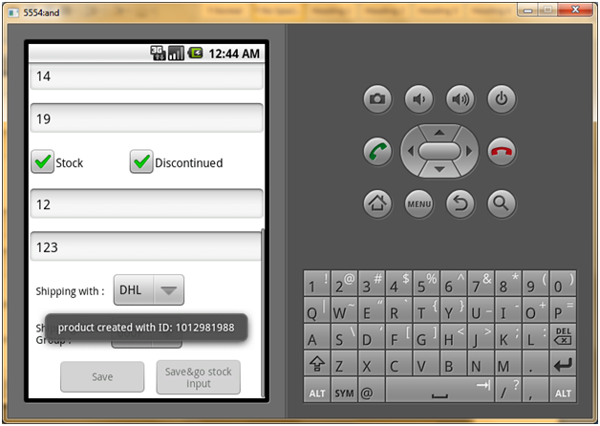 5554:and
3G
12:44 AM
14
19
Stock
Discontinued
12
123
Shipping with :
DHL
product created with ID: 1012981988
Group :
Save
Save&go stock
input
MENU
1 ! 2 @ 3 # 4 $ 5 % 6 ^ 7 & 8 * 9 ( 0 )
Q | W ~ E " R ` T { Y } U _ I - O + P =
A S \ D ' F [ G ] H < J > K ; L : DEL
Z X C V B N M .
ALT SYM @ / ? , ALT